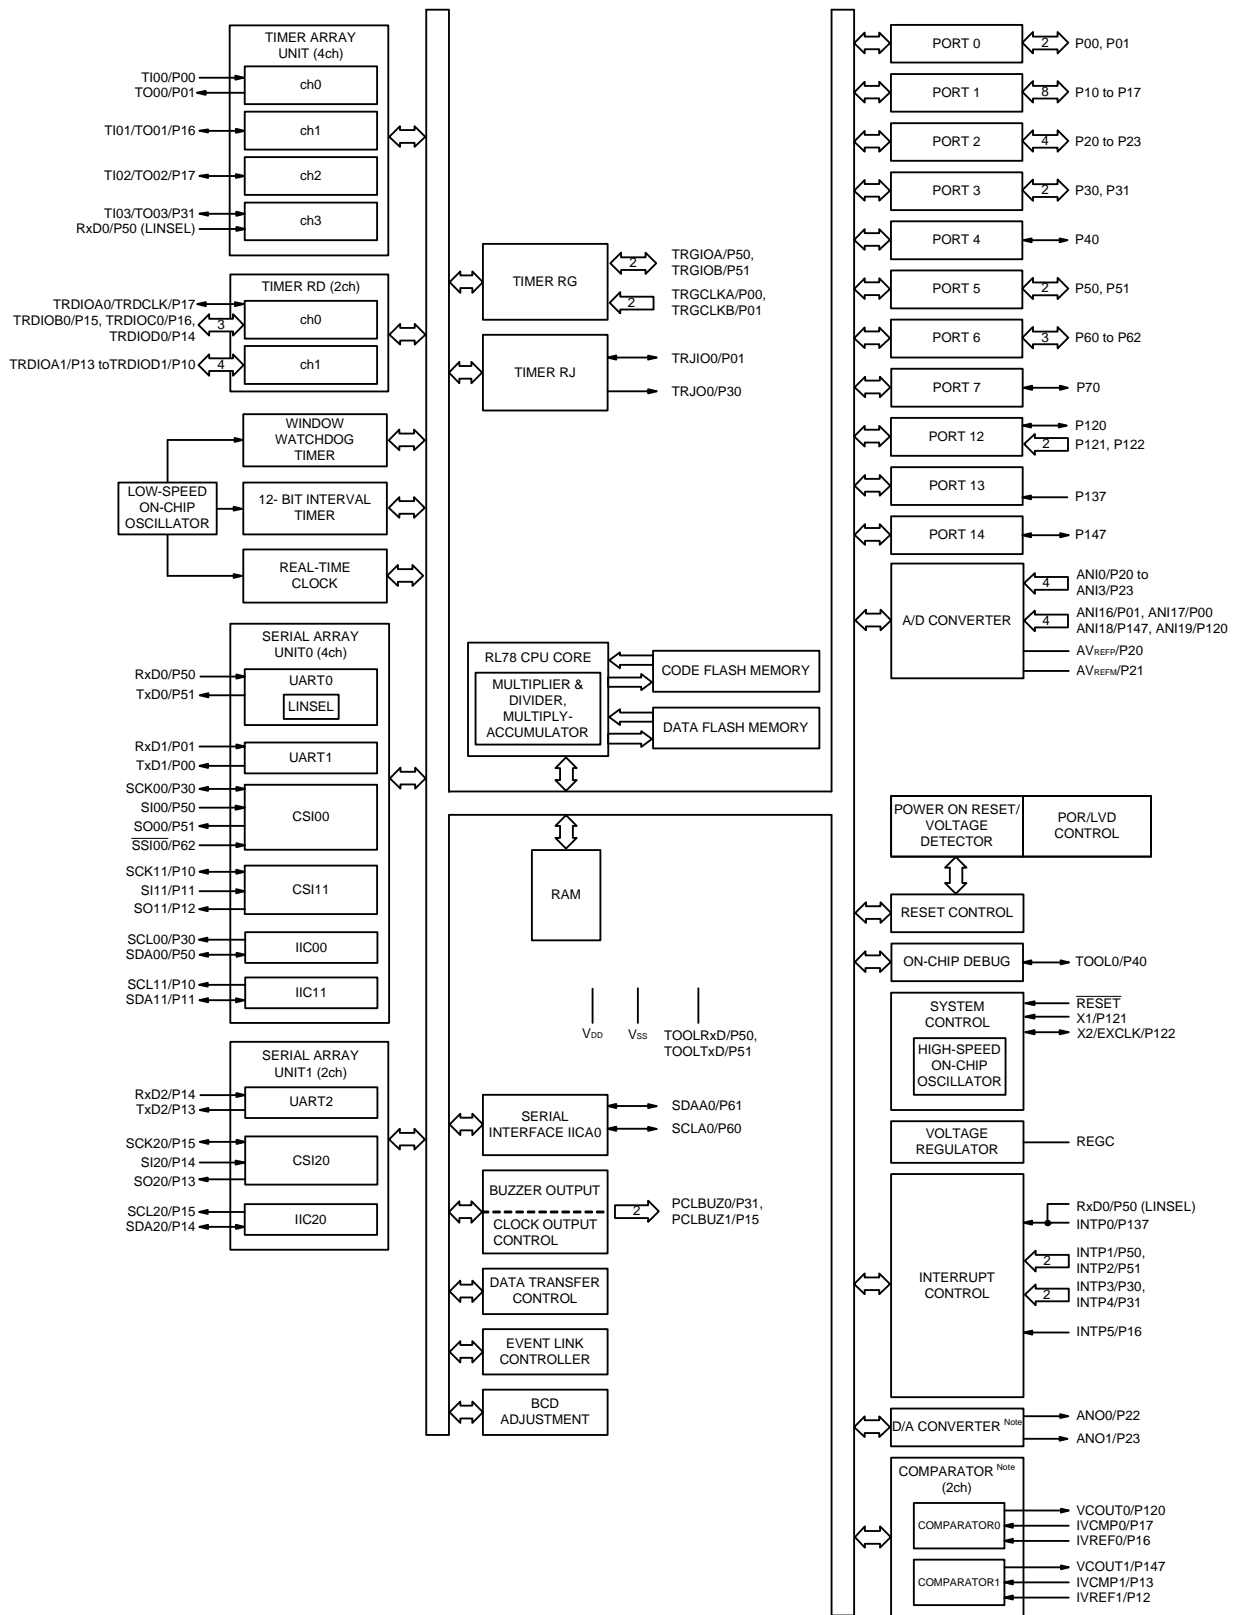 TIMER ARRAY
UNIT (4ch)
TI00/P00
TO00/P01
ch0
TI01/TO01/P16
ch1
TI02/TO02/P17
ch2
TI03/TO03/P31
RxD0/P50 (LINSEL)
ch3
TIMER RD (2ch)
TRDIOA0/TRDCLK/P17
TRDIOB0/P15, TRDIOC0/P16,
TRDIOD0/P14
3
ch0
TRDIOA1/P13 toTRDIOD1/P10
4
ch1
WINDOW
WATCHDOG
TIMER
LOW-SPEED
ON-CHIP
OSCILLATOR
12- BIT INTERVAL
TIMER
REAL-TIME
CLOCK
SERIAL ARRAY
UNIT0 (4ch)
RxD0/P50
TxD0/P51
UART0
LINSEL
RxD1/P01
TxD1/P00
UART1
SCK00/P30
SI00/P50
SO00/P51
SSI00/P62
CSI00
SCK11/P10
SI11/P11
SO11/P12
CSI11
SCL00/P30
SDA00/P50
IIC00
SCL11/P10
SDA11/P11
IIC11
SERIAL ARRAY
UNIT1 (2ch)
RxD2/P14
TxD2/P13
UART2
SCK20/P15
SI20/P14
SO20/P13
CSI20
SCL20/P15
SDA20/P14
IIC20
TIMER RG
2
TRGIOA/P50,
TRGIOB/P51
2
TRGCLKA/P00,
TRGCLKB/P01
TIMER RJ
TRJIO0/P01
TRJO0/P30
RL78 CPU CORE
MULTIPLIER &
DIVIDER,
MULTIPLY-
ACCUMULATOR
CODE FLASH MEMORY
DATA FLASH MEMORY
RAM
VDD
VSS
TOOLRxD/P50,
TOOLTxD/P51
SERIAL
INTERFACE IICA0
SDAA0/P61
SCLA0/P60
BUZZER OUTPUT
CLOCK OUTPUT
CONTROL
2
PCLBUZ0/P31,
PCLBUZ1/P15
DATA TRANSFER
CONTROL
EVENT LINK
CONTROLLER
BCD
ADJUSTMENT
PORT 0
2
P00, P01
PORT 1
8
P10 to P17
PORT 2
4
P20 to P23
PORT 3
2
P30, P31
PORT 4
P40
PORT 5
2
P50, P51
PORT 6
3
P60 to P62
PORT 7
P70
PORT 12
P120
2
P121, P122
PORT 13
P137
PORT 14
P147
A/D CONVERTER
4
ANI0/P20 to
ANI3/P23
4
ANI16/P01, ANI17/P00
ANI18/P147, ANI19/P120
AVREFP/P20
AVREFM/P21
POWER ON RESET/
VOLTAGE
DETECTOR
POR/LVD
CONTROL
RESET CONTROL
ON-CHIP DEBUG
TOOL0/P40
SYSTEM
CONTROL
HIGH-SPEED
ON-CHIP
OSCILLATOR
RESET
X1/P121
X2/EXCLK/P122
VOLTAGE
REGULATOR
REGC
INTERRUPT
CONTROL
RxD0/P50 (LINSEL)
INTP0/P137
2
INTP1/P50,
INTP2/P51
2
INTP3/P30,
INTP4/P31
INTP5/P16
D/A CONVERTER Note
ANO0/P22
ANO1/P23
COMPARATOR Note
(2ch)
COMPARATOR0
VCOUT0/P120
IVCMP0/P17
IVREF0/P16
COMPARATOR1
VCOUT1/P147
IVCMP1/P13
IVREF1/P12